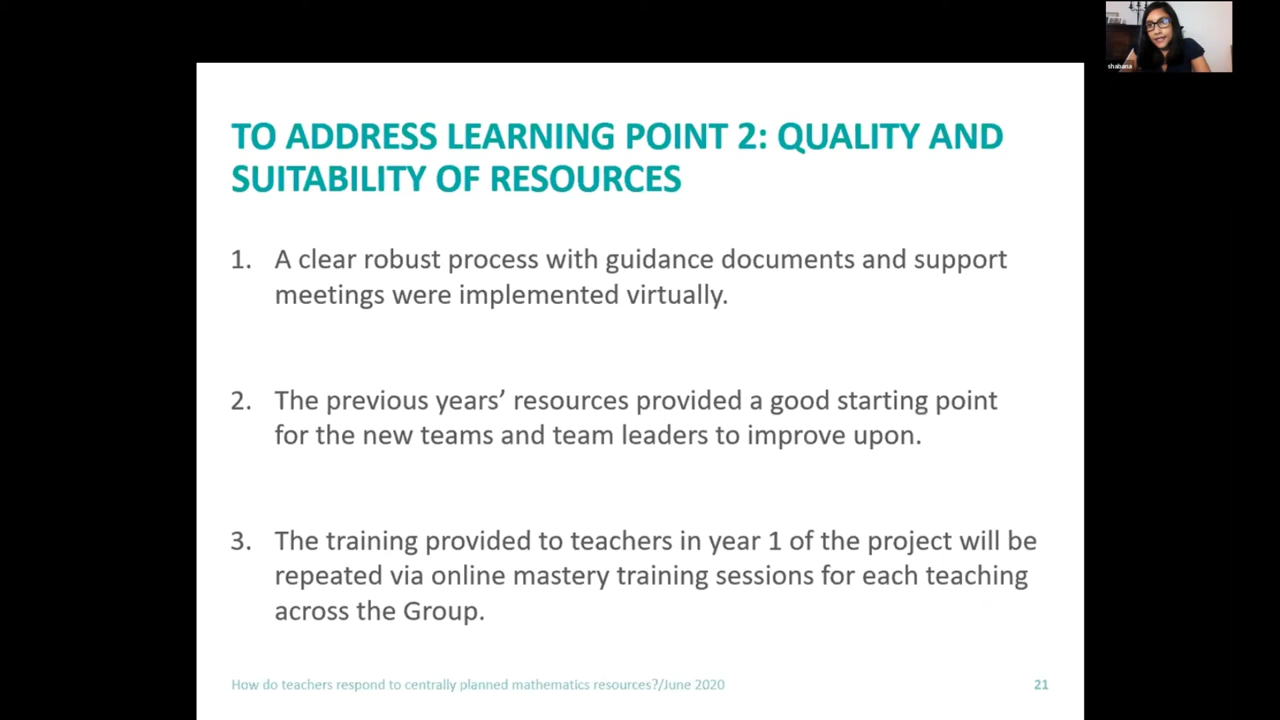 shabana
TO ADDRESS LEARNING POINT 2: QUALITY AND
SUITABILITY OF RESOURCES
1. A clear robust process with guidance documents and support
meetings were implemented virtually.
2. The previous years’ resources provided a good starting point
for the new teams and team leaders to improve upon.
3. The training provided to teachers in year 1 of the project will be
repeated via online mastery training sessions for each teaching
across the Group.
How do teachers respond to centrally planned mathematics resources?/June 2020
21